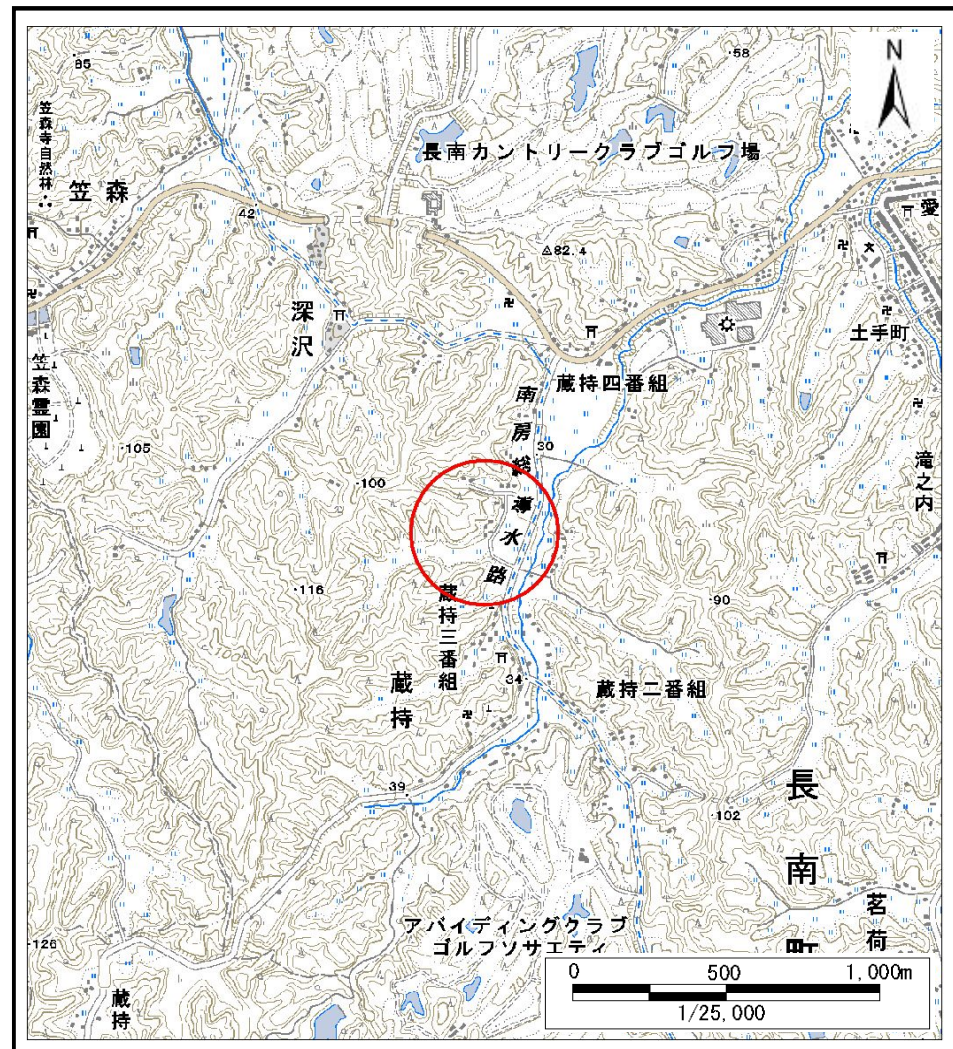 N
85
58
笠森寺自然林
長南カントリークラブゴルフ場
笠森
42
愛
82.4
深沢
土手町
笠森霊園
蔵持四番組
南房総導水路
105
30
滝之内
100
116
90
蔵持三番組
34
蔵持二番組
蔵持
39
長南町
102
茗荷
アバイディングクラブ
ゴルフソサエティ
126
蔵持
0 500 1,000m
1/25,000